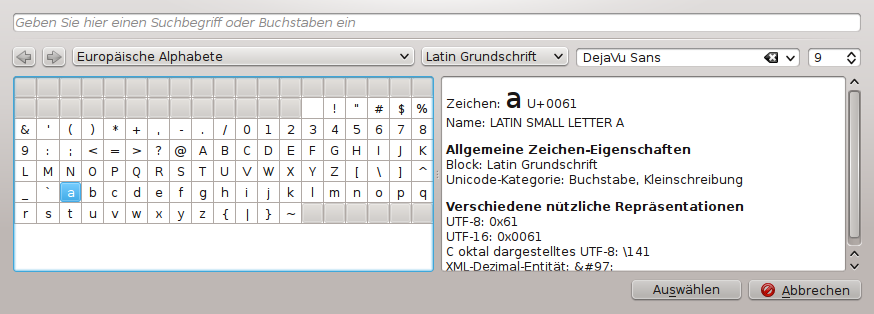 Geben Sie hier einen Suchbegriff oder Buchstaben ein
Europäische Alphabete Latin Grundschrift DejaVu Sans 9
! " # $ %
& ' ( ) * + , - . / 0 1 2 3 4 5 6 7 8
9 : ; < = > ? @ A B C D E F G H I J K
L M N O P Q R S T U V W X Y Z [ \ ] ^
_ ` a b c d e f g h i j k l m n o p q
r s t u v w x y z { | } ~
Zeichen: a U+0061
Name: LATIN SMALL LETTER A
Allgemeine Zeichen-Eigenschaften
Block: Latin Grundschrift
Unicode-Kategorie: Buchstabe, Kleinschreibung
Verschiedene nützliche Repräsentationen
UTF-8: 0x61
UTF-16: 0x0061
C oktal dargestelltes UTF-8: \141
XML-Dezimal-Entität: &#97;
Auswählen Abbrechen